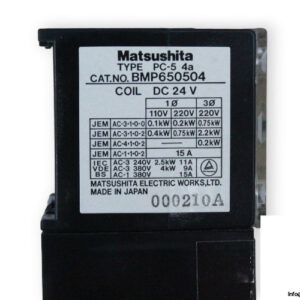 Matsushita
TYPE PC-5 4a
CAT.NO. BMP650504
COIL DC 24 V
1Ø 3Ø
110V 220V 220V
JEM AC-3-1-0-0 0.1kW 0.2kW 0.75kW
JEM AC-3-1-0-2 0.4kW 0.75kW 2.2kW
JEM AC-4-1-0-2 — — 0.2kW
JEM AC-1-1-0-2 15 A
IEC AC-3 240V 2.5kW 11A
VDE AC-3 380V 4kW 9A
BS AC-1 380V 15A
MATSUSHITA ELECTRIC WORKS, LTD.
MADE IN JAPAN
000210A